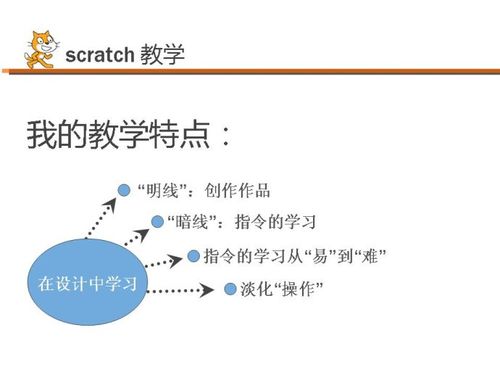 scratch 教学
我的教学特点：
“明线”：创作作品
“暗线”：指令的学习
指令的学习从“易”到“难”
在设计中学习
淡化“操作”